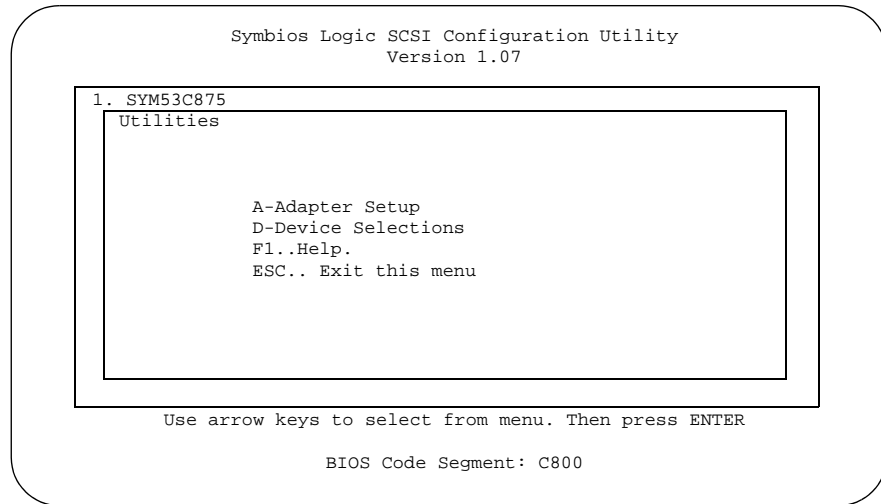 Symbios Logic SCSI Configuration Utility
Version 1.07
1. SYM53C875
Utilities
A-Adapter Setup
D-Device Selections
F1..Help.
ESC.. Exit this menu
Use arrow keys to select from menu. Then press ENTER
BIOS Code Segment: C800